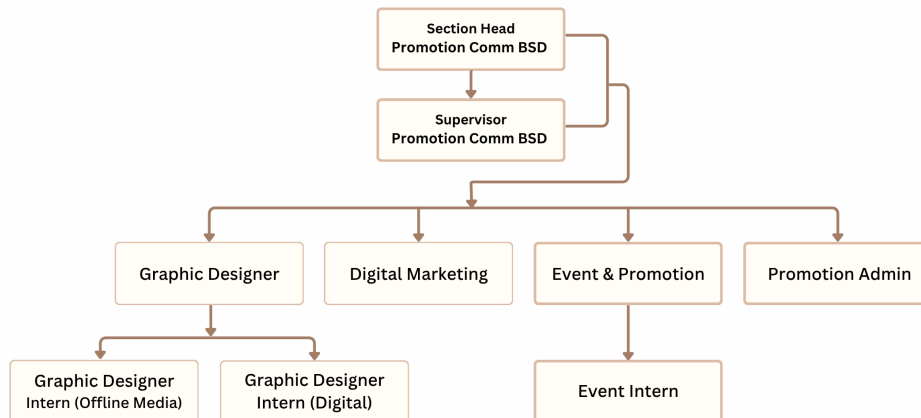 Section Head
Promotion Comm BSD
Supervisor
Promotion Comm BSD
Graphic Designer
Digital Marketing
Event & Promotion
Promotion Admin
Graphic Designer
Intern (Offline Media)
Graphic Designer
Intern (Digital)
Event Intern